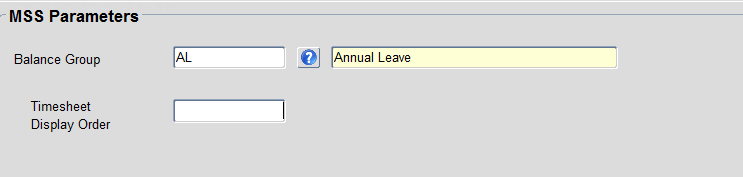 MSS Parameters
Balance Group AL ? Annual Leave
Timesheet
Display Order